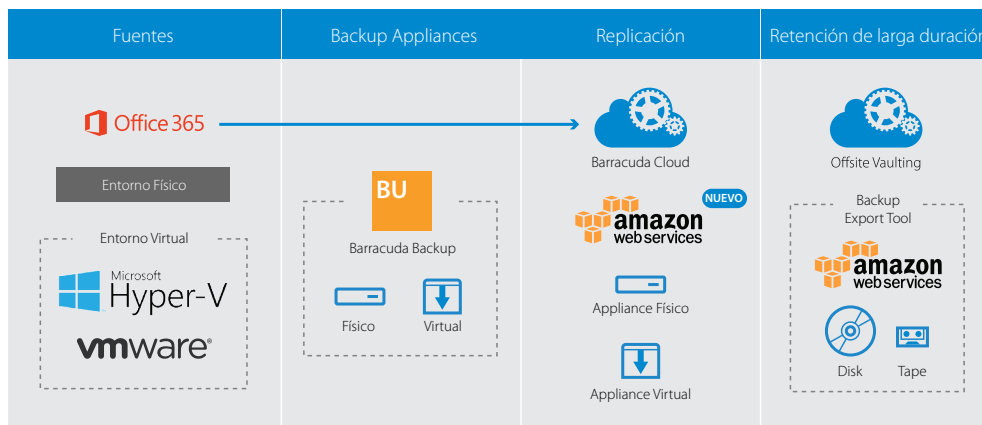 Fuentes
Backup Appliances
Replicación
Retención de larga duración
Office 365
Entorno Físico
Entorno Virtual
Microsoft
Hyper-V
vmware®
BU
Barracuda Backup
Físico
Virtual
Barracuda Cloud
NUEVO
amazon
web services
Appliance Físico
Appliance Virtual
Offsite Vaulting
Backup
Export Tool
amazon
web services
Disk
Tape